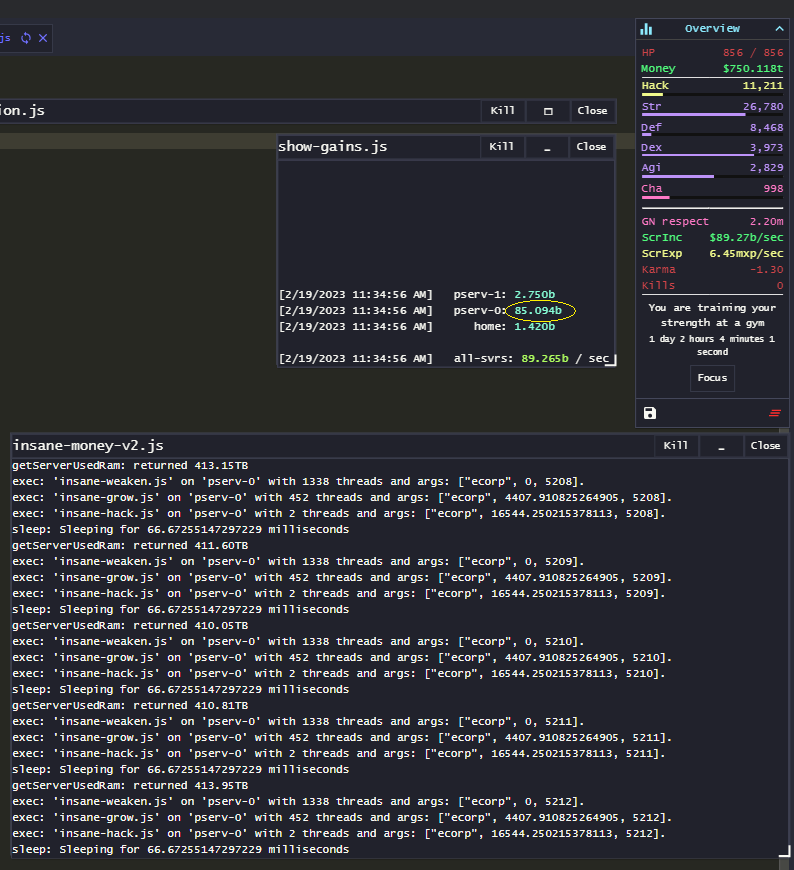 js
ion.js
Kill
Close
show-gains.js
Kill
_
Close
[2/19/2023 11:34:56 AM] pserv-1: 2.750b
[2/19/2023 11:34:56 AM] pserv-0: 85.094b
[2/19/2023 11:34:56 AM] home: 1.420b
[2/19/2023 11:34:56 AM] all-svrs: 89.265b / sec
Overview
HP 856 / 856
Money $750.118t
Hack 11,211
Str 26,780
Def 8,468
Dex 3,973
Agi 2,829
Cha 998
GN respect 2.20m
ScrInc $89.27b/sec
ScrExp 6.45mxp/sec
Karma -1.30
Kills 0
You are training your
strength at a gym
1 day 2 hours 4 minutes 1
second
Focus
insane-money-v2.js
Kill
_
Close
getServerUsedRam: returned 413.15TB
exec: 'insane-weaken.js' on 'pserv-0' with 1338 threads and args: ["ecorp", 0, 5208].
exec: 'insane-grow.js' on 'pserv-0' with 452 threads and args: ["ecorp", 4407.910825264905, 5208].
exec: 'insane-hack.js' on 'pserv-0' with 2 threads and args: ["ecorp", 16544.250215378113, 5208].
sleep: Sleeping for 66.67255147297229 milliseconds
getServerUsedRam: returned 411.60TB
exec: 'insane-weaken.js' on 'pserv-0' with 1338 threads and args: ["ecorp", 0, 5209].
exec: 'insane-grow.js' on 'pserv-0' with 452 threads and args: ["ecorp", 4407.910825264905, 5209].
exec: 'insane-hack.js' on 'pserv-0' with 2 threads and args: ["ecorp", 16544.250215378113, 5209].
sleep: Sleeping for 66.67255147297229 milliseconds
getServerUsedRam: returned 410.05TB
exec: 'insane-weaken.js' on 'pserv-0' with 1338 threads and args: ["ecorp", 0, 5210].
exec: 'insane-grow.js' on 'pserv-0' with 452 threads and args: ["ecorp", 4407.910825264905, 5210].
exec: 'insane-hack.js' on 'pserv-0' with 2 threads and args: ["ecorp", 16544.250215378113, 5210].
sleep: Sleeping for 66.67255147297229 milliseconds
getServerUsedRam: returned 410.81TB
exec: 'insane-weaken.js' on 'pserv-0' with 1338 threads and args: ["ecorp", 0, 5211].
exec: 'insane-grow.js' on 'pserv-0' with 452 threads and args: ["ecorp", 4407.910825264905, 5211].
exec: 'insane-hack.js' on 'pserv-0' with 2 threads and args: ["ecorp", 16544.250215378113, 5211].
sleep: Sleeping for 66.67255147297229 milliseconds
getServerUsedRam: returned 413.95TB
exec: 'insane-weaken.js' on 'pserv-0' with 1338 threads and args: ["ecorp", 0, 5212].
exec: 'insane-grow.js' on 'pserv-0' with 452 threads and args: ["ecorp", 4407.910825264905, 5212].
exec: 'insane-hack.js' on 'pserv-0' with 2 threads and args: ["ecorp", 16544.250215378113, 5212].
sleep: Sleeping for 66.67255147297229 milliseconds